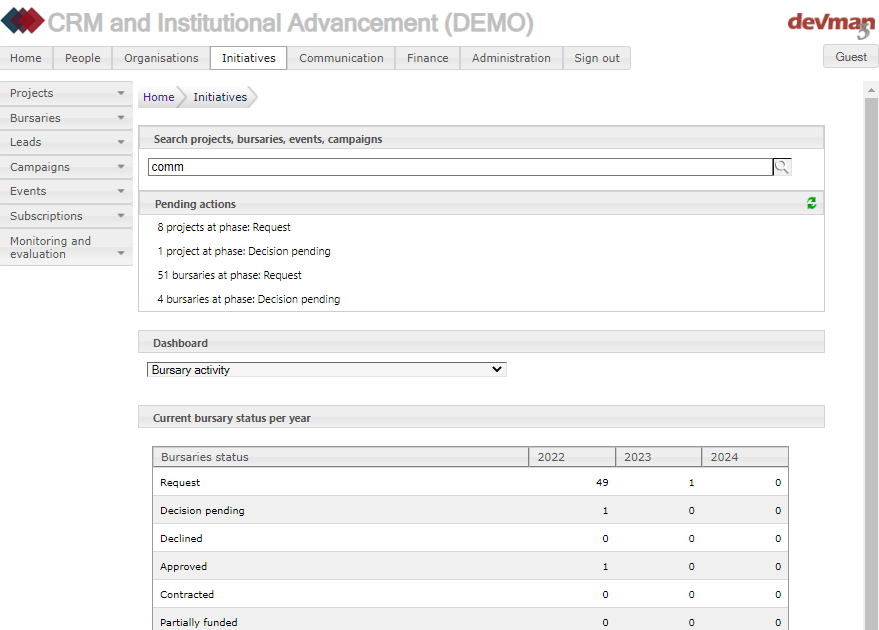 CRM and Institutional Advancement (DEMO)
devman 5
Home People Organisations Initiatives Communication Finance Administration Sign out Guest
Projects
Bursaries
Leads
Campaigns
Events
Subscriptions
Monitoring and
evaluation
Home Initiatives
Search projects, bursaries, events, campaigns
comm
Pending actions
8 projects at phase: Request
1 project at phase: Decision pending
51 bursaries at phase: Request
4 bursaries at phase: Decision pending
Dashboard
Bursary activity
Current bursary status per year
Bursaries status 2022 2023 2024
Request 49 1 0
Decision pending 1 0 0
Declined 0 0 0
Approved 1 0 0
Contracted 0 0 0
Partially funded 0 0 0